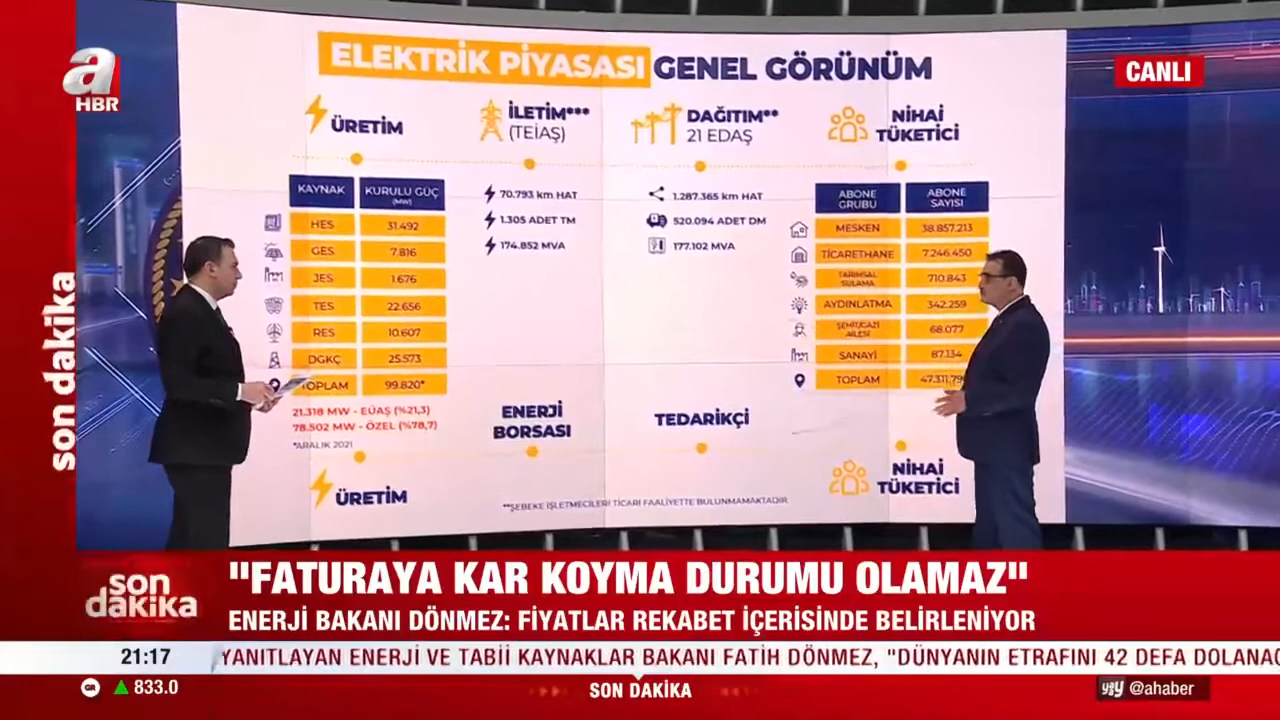 a
HBR
CANLI
ELEKTRİK PİYASASI GENEL GÖRÜNÜM
ÜRETİM
İLETİM***
(TEİAŞ)
DAĞITIM**
21 EDAŞ
NİHAİ
TÜKETİCİ
KAYNAK KURULU GÜÇ
(MW)
HES 31.492
GES 7.816
JES 1.676
TES 22.656
RES 10.607
DGKÇ 25.573
TOPLAM 99.820*
21.318 MW - EÜAŞ (%21,3)
78.502 MW - ÖZEL (%78,7)
*ARALIK 2021
70.793 km HAT
1.305 ADET TM
174.852 MVA
1.287.365 km HAT
520.094 ADET DM
177.102 MVA
ABONE
GRUBU
ABONE
SAYISI
MESKEN 38.857.213
TİCARETHANE 7.246.450
TARIMSAL
SULAMA
710.843
AYDINLATMA 342.259
ŞEHİT/GAZİ
AİLESİ
68.077
SANAYİ 87.134
TOPLAM
ENERJİ
BORSASI
TEDARİKÇİ
ÜRETİM
NİHAİ
TÜKETİCİ
**ŞEBEKE İŞLETMECİLERİ TİCARİ FAALİYETTE BULUNMAMAKTADIR
son dakika
son
dakika
"FATURAYA KAR KOYMA DURUMU OLAMAZ"
ENERJİ BAKANI DÖNMEZ: FİYATLAR REKABET İÇERİSİNDE BELİRLENİYOR
21:17 YANITLAYAN ENERJİ VE TABİİ KAYNAKLAR BAKANI FATİH DÖNMEZ, "DÜNYANIN ETRAFINI 42 DEFA DOLANAC
GR 833.0
SON DAKİKA
@ahaber